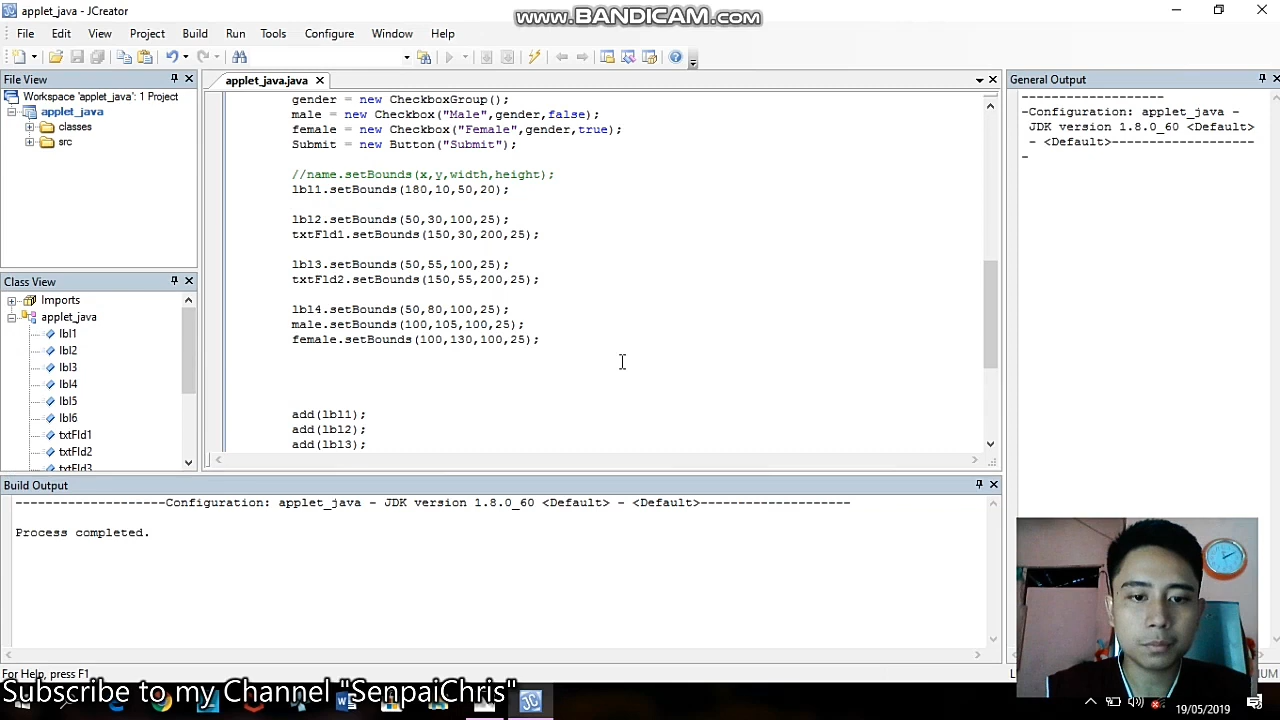 applet_java - JCreator
www.BANDICAM.com
File Edit View Project Build Run Tools Configure Window Help
File View
Workspace 'applet_java': 1 Project
applet_java
classes
src
Class View
Imports
applet_java
lbl1
lbl2
lbl3
lbl4
lbl5
lbl6
txtFld1
txtFld2
txtFld3
applet_java.java
gender = new CheckboxGroup();
male = new Checkbox("Male",gender,false);
female = new Checkbox("Female",gender,true);
Submit = new Button("Submit");
//name.setBounds(x,y,width,height);
lbl1.setBounds(180,10,50,20);
lbl2.setBounds(50,30,100,25);
txtFld1.setBounds(150,30,200,25);
lbl3.setBounds(50,55,100,25);
txtFld2.setBounds(150,55,200,25);
lbl4.setBounds(50,80,100,25);
male.setBounds(100,105,100,25);
female.setBounds(100,130,100,25);
add(lbl1);
add(lbl2);
add(lbl3);
General Output
-------------------
-Configuration: applet_java -
JDK version 1.8.0_60 <Default>
- <Default>-------------------
-
Build Output
--------------------Configuration: applet_java - JDK version 1.8.0_60 <Default> - <Default>--------------------
Process completed.
For Help, press F1
Subscribe to my Channel "SenpaiChris"
19/05/2019